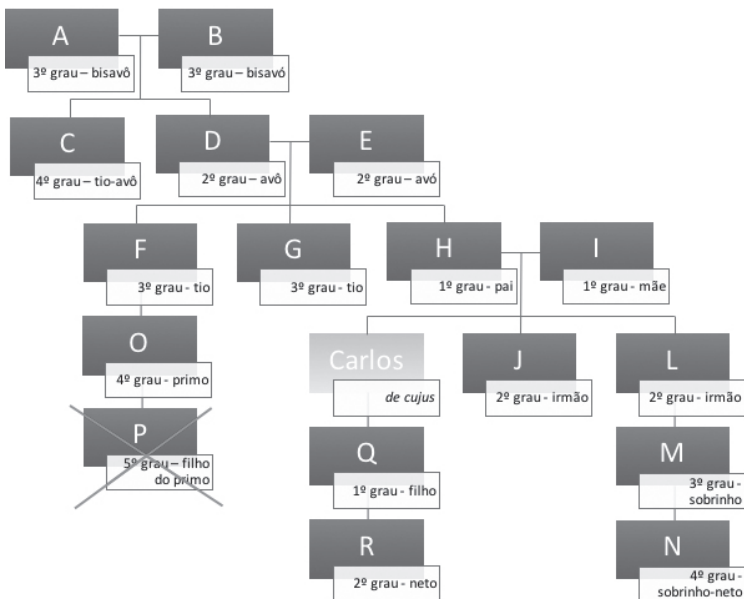 A
B
3º grau – bisavô
3º grau – bisavó
C
D
E
4º grau – tio-avô
2º grau – avô
2º grau – avó
F
G
H
I
3º grau - tio
3º grau - tio
1º grau - pai
1º grau - mãe
O
Carlos
J
L
4º grau - primo
de cujus
2º grau - irmão
2º grau - irmão
P
Q
M
5º grau – filho
do primo
1º grau - filho
3º grau -
sobrinho
R
N
2º grau - neto
4º grau -
sobrinho-neto